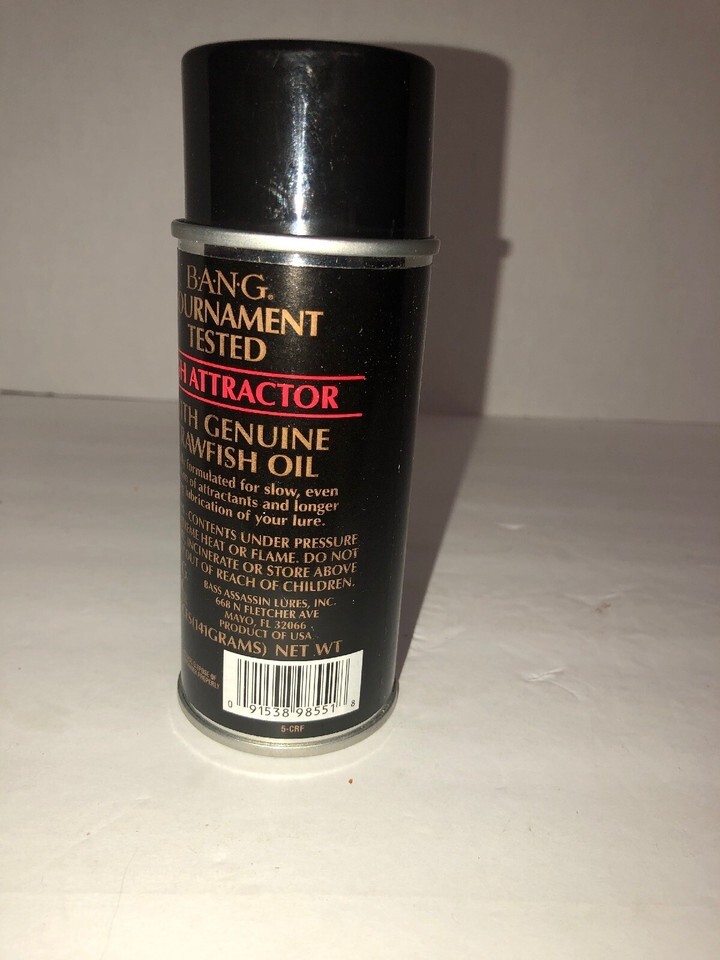 B·A·N·G®
OURNAMENT
TESTED
H ATTRACTOR
TH GENUINE
AWFISH OIL
formulated for slow, even
of attractants and longer
lubrication of your lure.
CONTENTS UNDER PRESSURE
HEAT OR FLAME. DO NOT
INCINERATE OR STORE ABOVE
OUT OF REACH OF CHILDREN.
BASS ASSASSIN LURES, INC.
668 N FLETCHER AVE
MAYO, FL 32066
PRODUCT OF USA
(141GRAMS) NET WT
PROPERLY
0 91538 98551 8
5-CRF